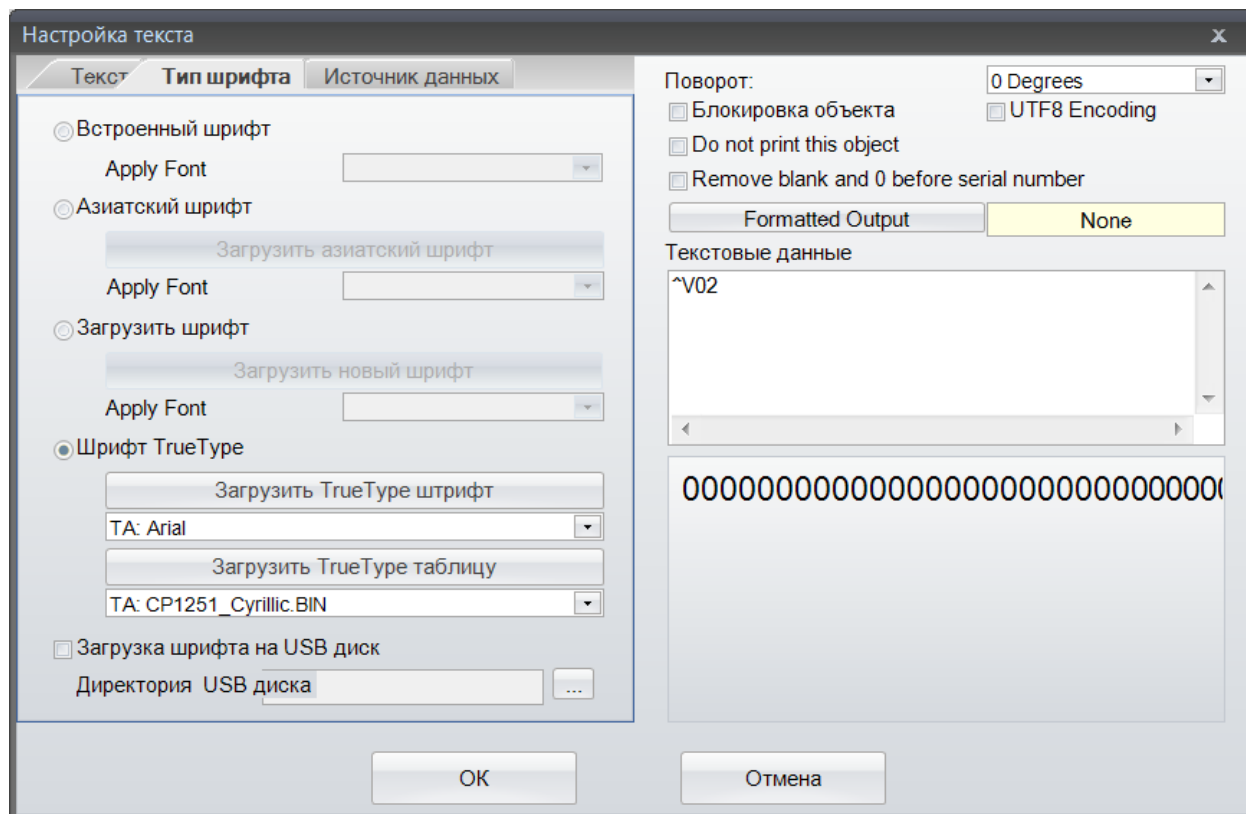 Настройка текста
x
Текст
Тип шрифта
Источник данных
Встроенный шрифт
Apply Font
Азиатский шрифт
Загрузить азиатский шрифт
Apply Font
Загрузить шрифт
Загрузить новый шрифт
Apply Font
Шрифт TrueType
Загрузить TrueType штрифт
TA: Arial
Загрузить TrueType таблицу
TA: CP1251_Cyrillic.BIN
Загрузка шрифта на USB диск
Директория USB диска
...
Поворот:
0 Degrees
Блокировка объекта
UTF8 Encoding
Do not print this object
Remove blank and 0 before serial number
Formatted Output
None
Текстовые данные
^V02
00000000000000000000000000000
ОК
Отмена